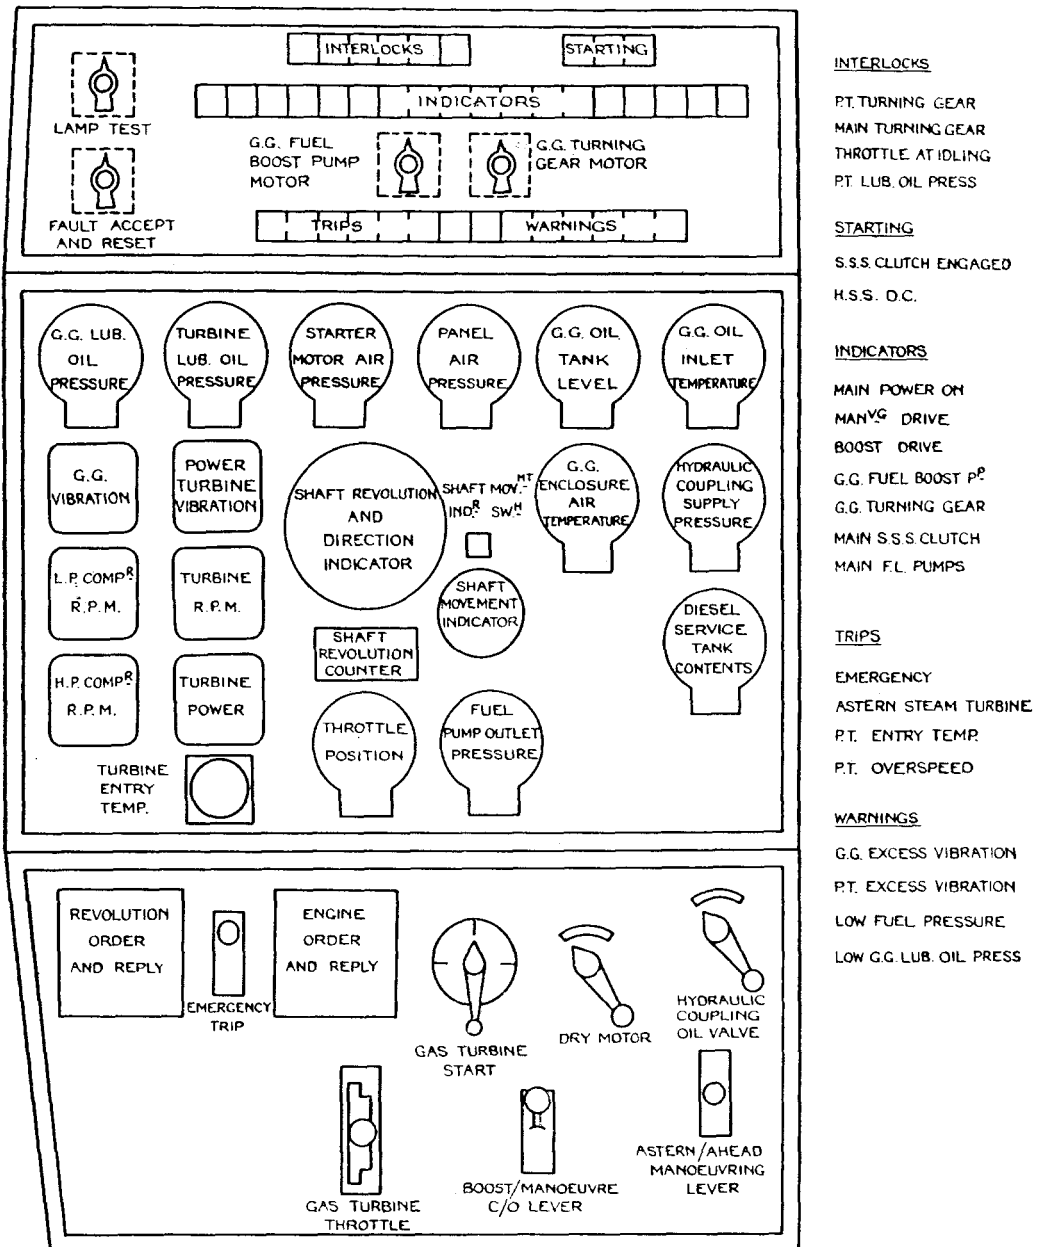 INTERLOCKS
STARTING
INDICATORS
LAMP TEST
G.G. FUEL
BOOST PUMP
MOTOR
G.G. TURNING
GEAR MOTOR
FAULT ACCEPT
AND RESET
TRIPS
WARNINGS
G.G. LUB.
OIL
PRESSURE
TURBINE
LUB. OIL
PRESSURE
STARTER
MOTOR AIR
PRESSURE
PANEL
AIR
PRESSURE
G.G. OIL
TANK
LEVEL
G.G. OIL
INLET
TEMPERATURE
G.G.
VIBRATION
POWER
TURBINE
VIBRATION
SHAFT REVOLUTION
AND
DIRECTION
INDICATOR
SHAFT MOV.MT
IND.R SW.H
G.G.
ENCLOSURE
AIR
TEMPERATURE
HYDRAULIC
COUPLING
SUPPLY
PRESSURE
L.P. COMPR
R.P.M.
TURBINE
R.P.M.
SHAFT
MOVEMENT
INDICATOR
DIESEL
SERVICE
TANK
CONTENTS
SHAFT
REVOLUTION
COUNTER
H.P. COMPR
R.P.M.
TURBINE
POWER
THROTTLE
POSITION
FUEL
PUMP OUTLET
PRESSURE
TURBINE
ENTRY
TEMP.
REVOLUTION
ORDER
AND REPLY
EMERGENCY
TRIP
ENGINE
ORDER
AND REPLY
GAS TURBINE
START
DRY MOTOR
HYDRAULIC
COUPLING
OIL VALVE
GAS TURBINE
THROTTLE
BOOST/MANOEUVRE
C/O LEVER
ASTERN/AHEAD
MANOEUVRING
LEVER
INTERLOCKS
P.T. TURNING GEAR
MAIN TURNING GEAR
THROTTLE AT IDLING
P.T. LUB. OIL PRESS
STARTING
S.S.S. CLUTCH ENGAGED
H.S.S. O.C.
INDICATORS
MAIN POWER ON
MANVG DRIVE
BOOST DRIVE
G.G. FUEL BOOST PP
G.G. TURNING GEAR
MAIN S.S.S. CLUTCH
MAIN F.L. PUMPS
TRIPS
EMERGENCY
ASTERN STEAM TURBINE
P.T. ENTRY TEMP.
P.T. OVERSPEED
WARNINGS
G.G. EXCESS VIBRATION
P.T. EXCESS VIBRATION
LOW FUEL PRESSURE
LOW G.G. LUB. OIL PRESS